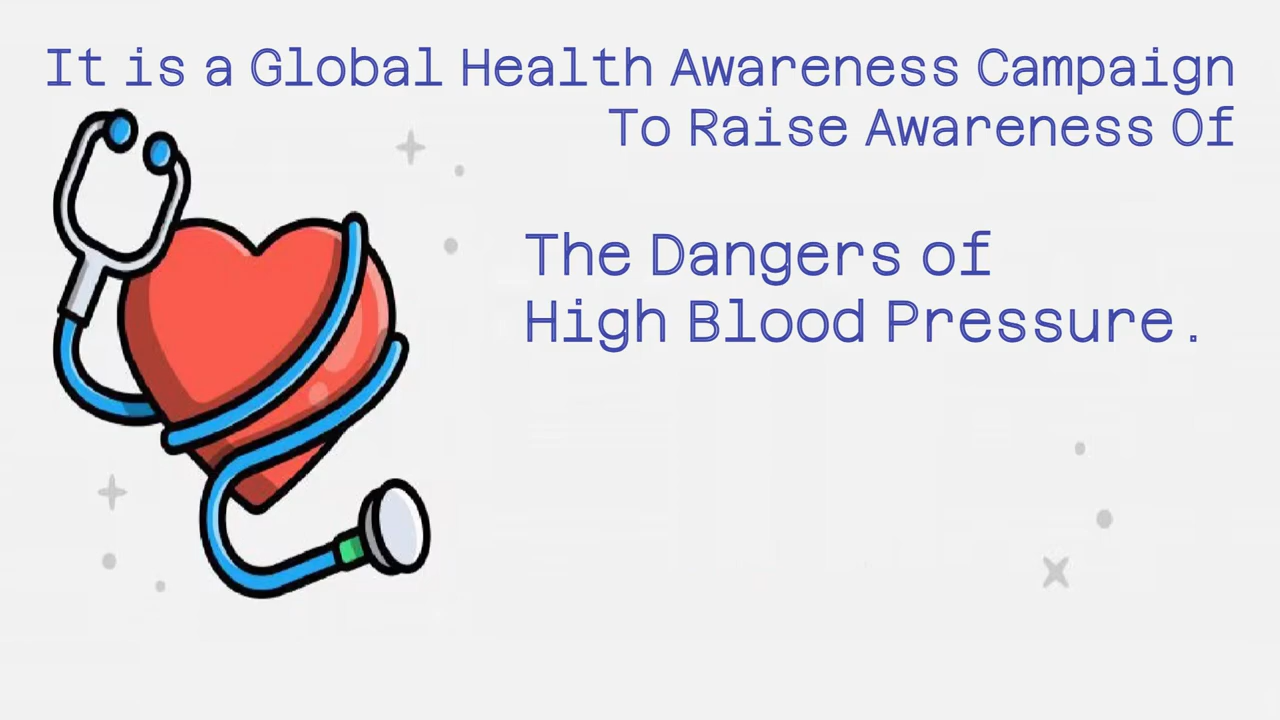 It is a Global Health Awareness Campaign
To Raise Awareness Of
The Dangers of
High Blood Pressure.